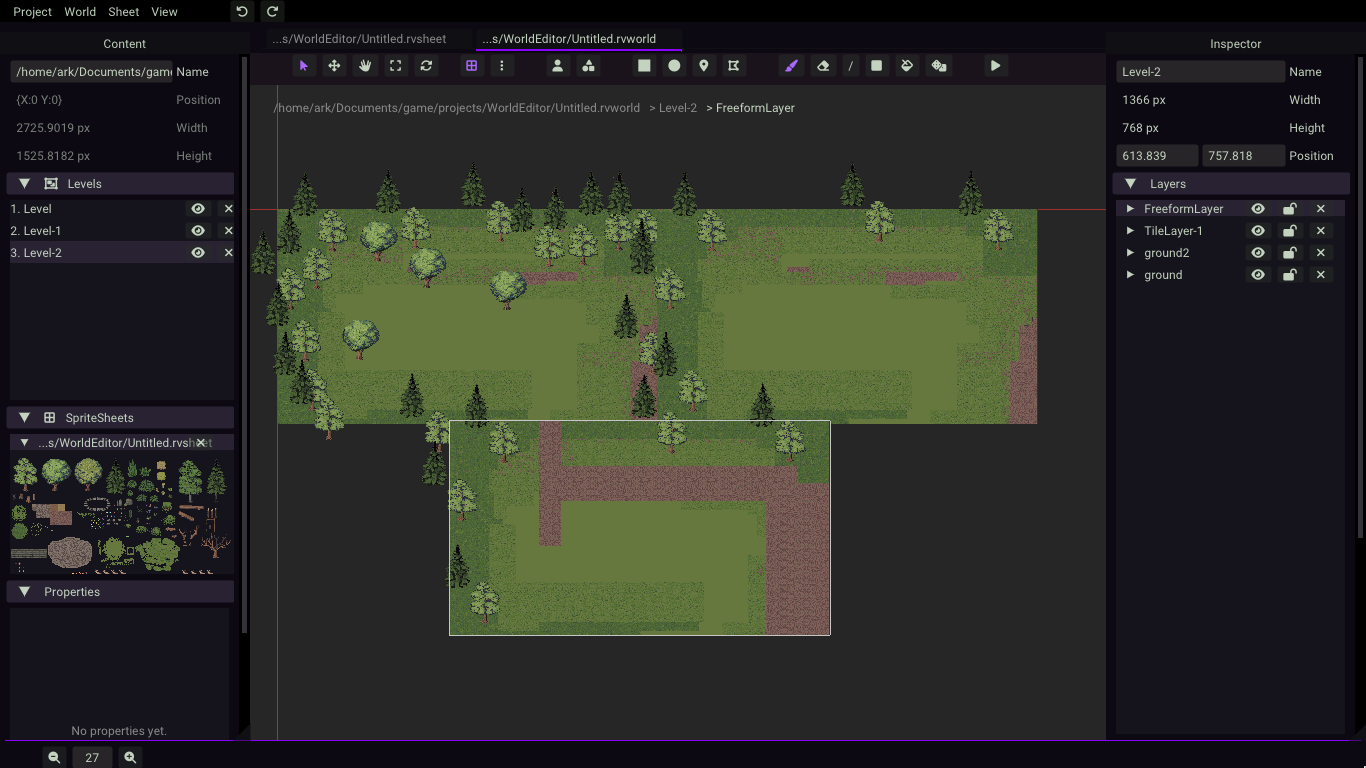 Project World Sheet View
Content
/home/ark/Documents/game Name
{X:0 Y:0} Position
2725.9019 px Width
1525.8182 px Height
Levels
1. Level
2. Level-1
3. Level-2
SpriteSheets
...s/WorldEditor/Untitled.rvsheet
Properties
No properties yet.
27
...s/WorldEditor/Untitled.rvsheet ...s/WorldEditor/Untitled.rvworld
/home/ark/Documents/game/projects/WorldEditor/Untitled.rvworld > Level-2 > FreeformLayer
Inspector
Level-2 Name
1366 px Width
768 px Height
613.839 757.818 Position
Layers
FreeformLayer
TileLayer-1
ground2
ground